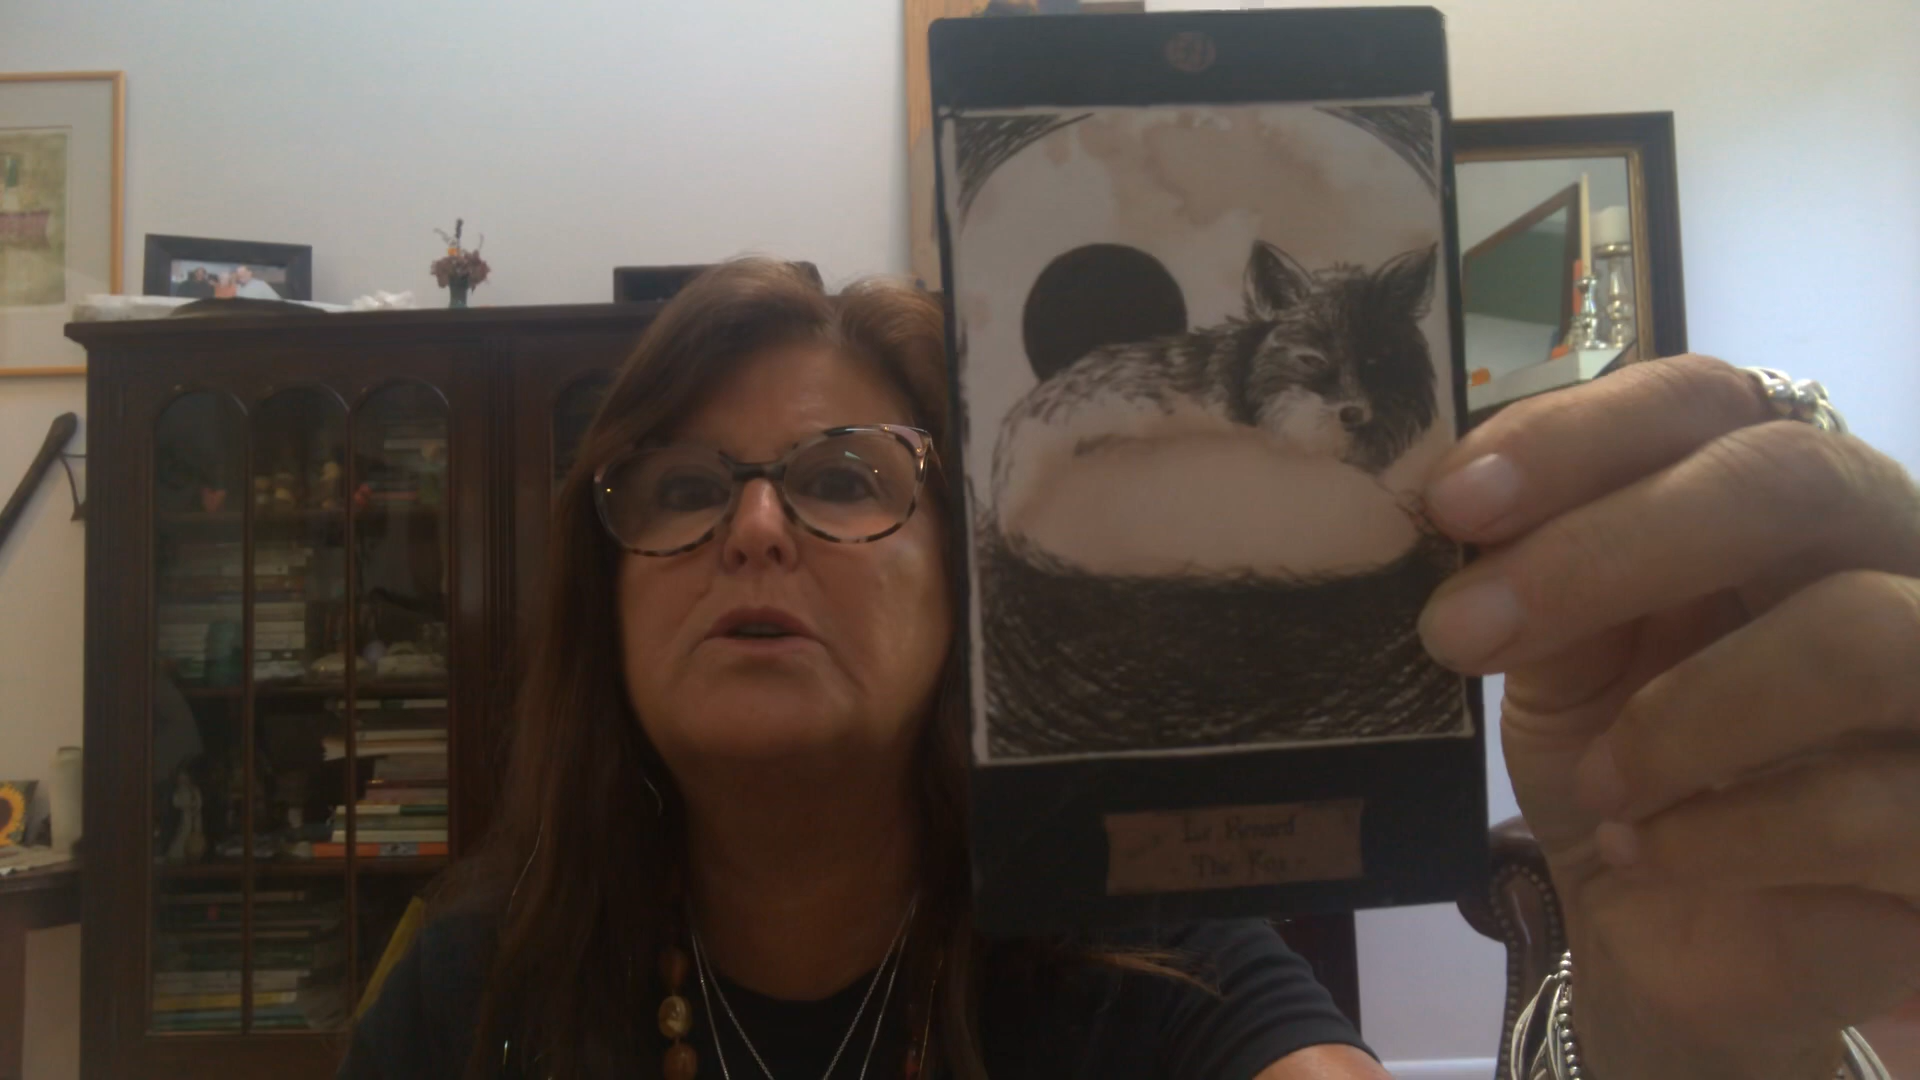 Le Renard
- The Fox -